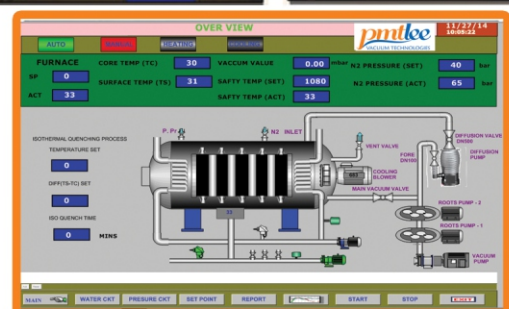 OVER VIEW
pmtlee
VACUUM TECHNOLOGIES
11/27/14
10:05:22
AUTO
MANUAL
HEATING
COOLING
FURNACE
SP 0
ACT 33
CORE TEMP (TC) 30
SURFACE TEMP (TS) 31
VACCUM VALUE 0.00 mbar
SAFTY TEMP (SET) 1080
SAFTY TEMP (ACT) 33
N2 PRESSURE (SET) 40 bar
N2 PRESSURE (ACT) 65 bar
ISOTHERMAL QUENCHING PROCESS
TEMPERATURE SET
0
DIFF(TS-TC) SET
0
ISO QUENCH TIME
0 MINS
N2 INLET
VENT VALVE
COOLING
BLOWER
MAIN VACUUM VALVE
33
FORE
DN100
DIFFUSION VALVE
DN500
DIFFUSION
PUMP
ROOTS PUMP - 2
ROOTS PUMP - 1
VACUUM
PUMP
MAIN
WATER CKT
PRESURE CKT
SET POINT
REPORT
START
STOP